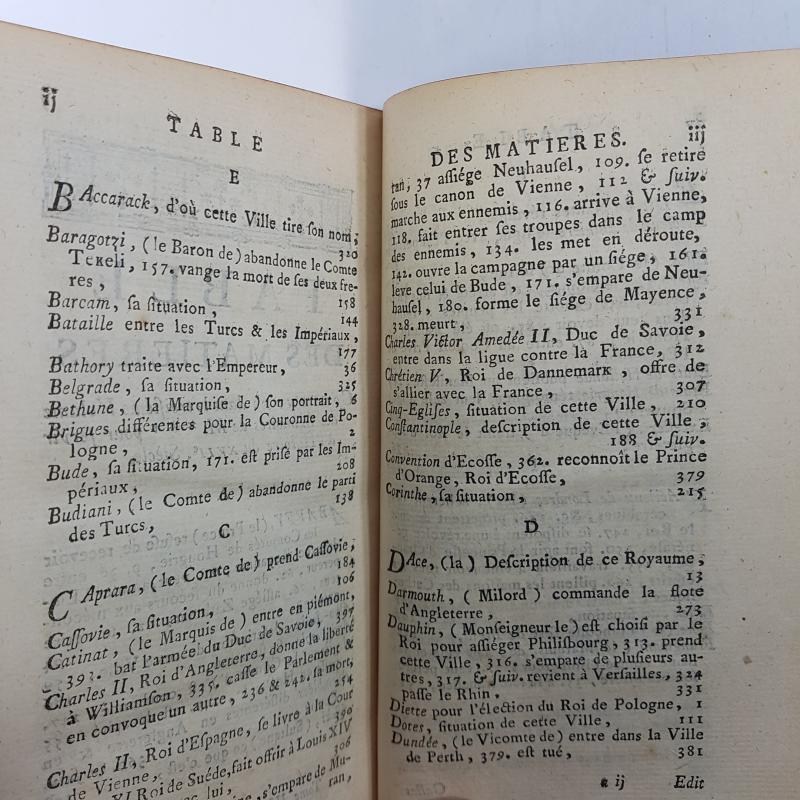 ij
TABLE
E
BAccarack, d'où cette Ville tire ſon nom;
320
Baragotzi, (le Baron de) abandonne le Comte
Tekeli, 157. vange la mort de ſes deux fre-
res, 158
Barcam, ſa ſituation, 144
Bataille entre les Turcs & les Impériaux,
177
Bathory traite avec l'Empereur, 36
Belgrade, ſa ſituation, 325
Bethune, (la Marquiſe de) ſon portrait, 6
Brigues différentes pour la Couronne de Po-
logne, 2
Bude, ſa ſituation, 171. eſt priſe par les Im-
périaux, 208
Budiani, (le Comte de) abandonne le parti
des Turcs, 138
C
CAprara, (le Comte de) prend Caſſovie,
184
Caſſovie, ſa ſituation, 106
Catinat, (le Marquis de) entre en piémont,
392. bat l'armée du Duc de Savoie, 397
Charles II, Roi d'Angleterre, donne la liberté
à Williamſon, 335. caſſe le Parlement &
en convoque un autre, 236 & 242. ſa mort,
254
Charles II, Roi d'Eſpagne, ſe livre à la Cour
de Vienne, 390
XI Roi de Suéde, fait offrir à Louis XIV
lui, 306
s'empare de Mu-
ran,
iij
DES MATIERES.
ran, 37 aſſiége Neuhauſel, 109. ſe retire
ſous le canon de Vienne, 112 & ſuiv.
marche aux ennemis, 116. arrive à Vienne,
118. fait entrer ſes troupes dans le camp
des ennemis, 134. les met en déroute,
142. ouvre la campagne par un ſiége, 161.
leve celui de Bude, 171. s'empare de Neu-
hauſel, 180. forme le ſiége de Mayence,
328. meurt, 331
Charles Victor Amedée II, Duc de Savoie,
entre dans la ligue contre la France, 312
Chrétien V, Roi de Dannemark, offre de
s'allier avec la France, 307
Cinq-Egliſes, ſituation de cette Ville, 210
Conſtantinople, deſcription de cette Ville,
188 & ſuiv.
Convention d'Ecoſſe, 362. reconnoît le Prince
d'Orange, Roi d'Ecoſſe, 379
Corinthe, ſa ſituation, 215
D
DAce, (la) Deſcription de ce Royaume,
13
Darmouth, (Milord) commande la flote
d'Angleterre, 273
Dauphin, (Monſeigneur le) eſt choiſi par le
Roi pour aſſiéger Philiſbourg, 313. prend
cette Ville, 316. s'empare de pluſieurs au-
tres, 317. & ſuiv. revient à Verſailles, 324
paſſe le Rhin, 331
Diette pour l'élection du Roi de Pologne, 1
Dotes, ſituation de cette Ville, 111
Dundée, (le Vicomte de) entre dans la Ville
de Perth, 379. eſt tué, 381
a ij Edit